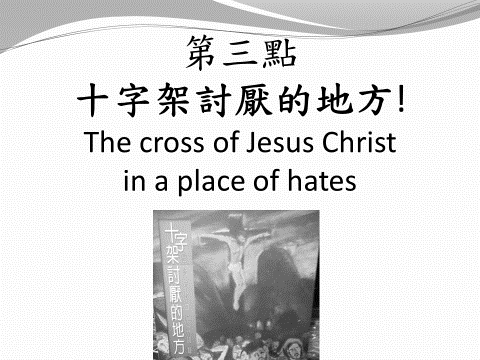 第三點
十字架討厭的地方!
The cross of Jesus Christ
in a place of hates
十字架討厭的地方